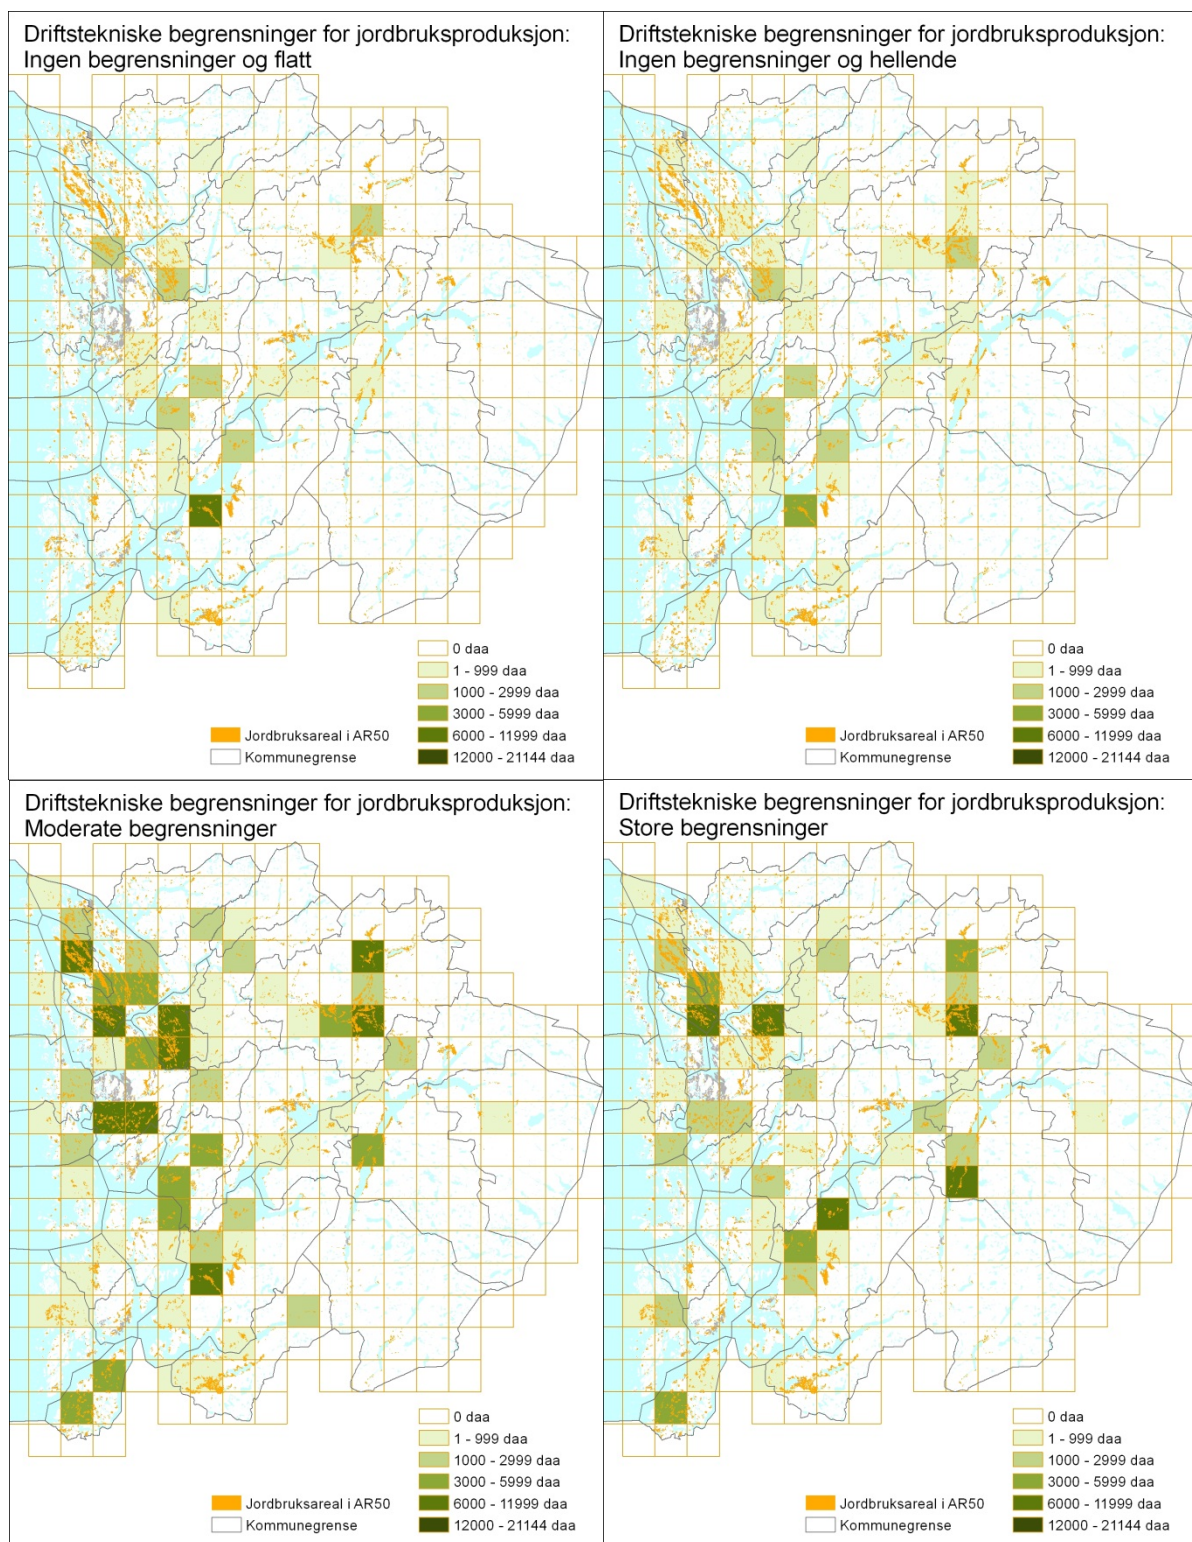 Driftstekniske begrensninger for jordbruksproduksjon:
Ingen begrensninger og flatt
0 daa
1 - 999 daa
1000 - 2999 daa
3000 - 5999 daa
Jordbruksareal i AR50
6000 - 11999 daa
Kommunegrense
12000 - 21144 daa
Driftstekniske begrensninger for jordbruksproduksjon:
Ingen begrensninger og hellende
0 daa
1 - 999 daa
1000 - 2999 daa
3000 - 5999 daa
Jordbruksareal i AR50
6000 - 11999 daa
Kommunegrense
12000 - 21144 daa
Driftstekniske begrensninger for jordbruksproduksjon:
Moderate begrensninger
0 daa
1 - 999 daa
1000 - 2999 daa
3000 - 5999 daa
Jordbruksareal i AR50
6000 - 11999 daa
Kommunegrense
12000 - 21144 daa
Driftstekniske begrensninger for jordbruksproduksjon:
Store begrensninger
0 daa
1 - 999 daa
1000 - 2999 daa
3000 - 5999 daa
Jordbruksareal i AR50
6000 - 11999 daa
Kommunegrense
12000 - 21144 daa